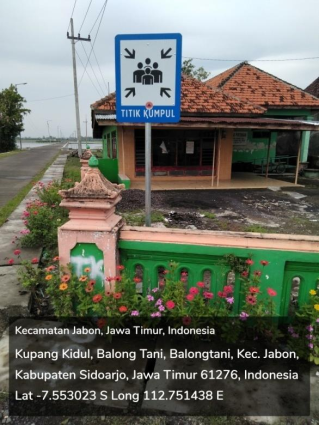 TITIK KUMPUL
Kecamatan Jabon, Jawa Timur, Indonesia
Kupang Kidul, Balong Tani, Balongtani, Kec. Jabon,
Kabupaten Sidoarjo, Jawa Timur 61276, Indonesia
Lat -7.553023 S Long 112.751438 E